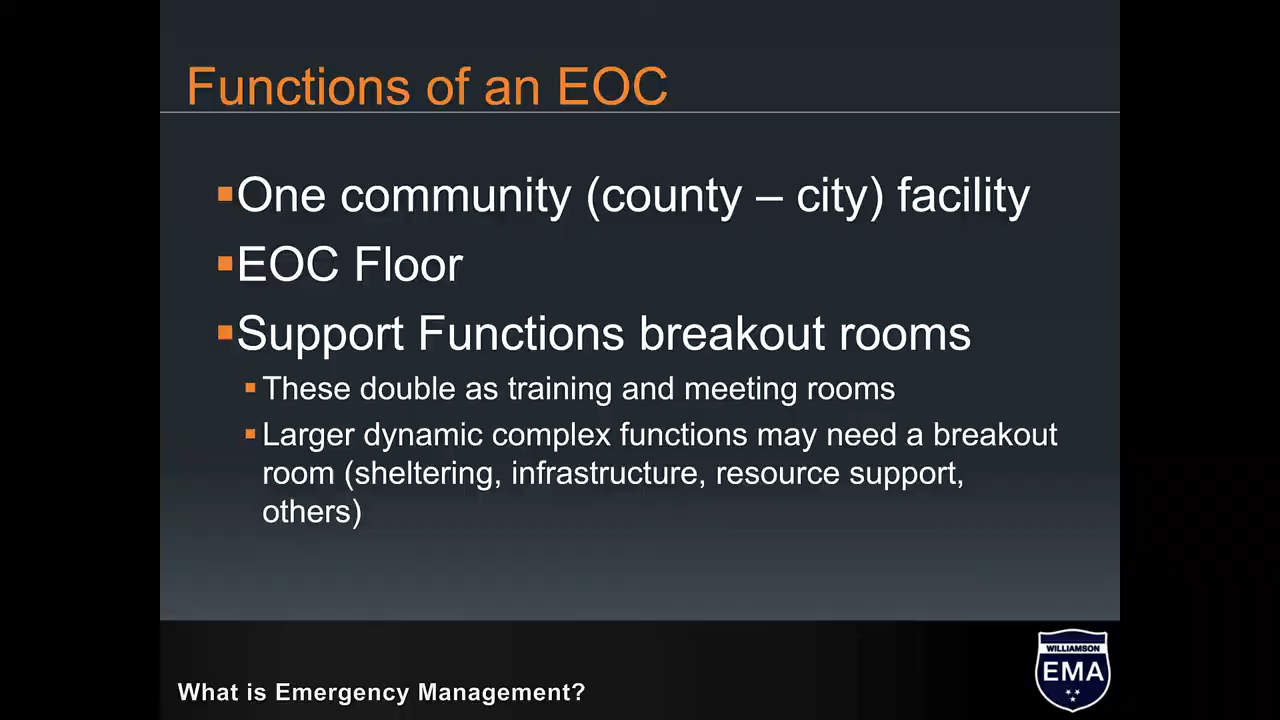 Functions of an EOC
▪One community (county – city) facility
▪EOC Floor
▪Support Functions breakout rooms
▪These double as training and meeting rooms
▪Larger dynamic complex functions may need a breakout
room (sheltering, infrastructure, resource support,
others)
What is Emergency Management?
WILLIAMSON
EMA